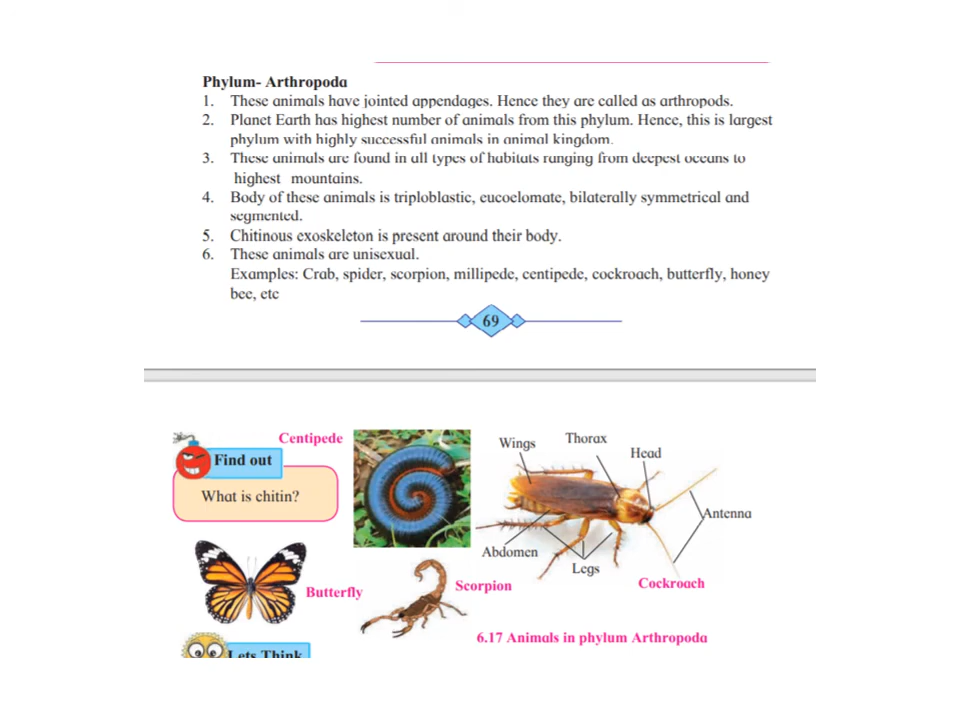 Phylum- Arthropoda
1. These animals have jointed appendages. Hence they are called as arthropods.
2. Planet Earth has highest number of animals from this phylum. Hence, this is largest
phylum with highly successful animals in animal kingdom.
3. These animals are found in all types of habitats ranging from deepest oceans to
highest mountains.
4. Body of these animals is triploblastic, eucoelomate, bilaterally symmetrical and
segmented.
5. Chitinous exoskeleton is present around their body.
6. These animals are unisexual.
Examples: Crab, spider, scorpion, millipede, centipede, cockroach, butterfly, honey
bee, etc
69
Centipede
Find out
What is chitin?
Wings
Thorax
Head
Antenna
Abdomen
Legs
Cockroach
Butterfly
Scorpion
6.17 Animals in phylum Arthropoda
Lets Think